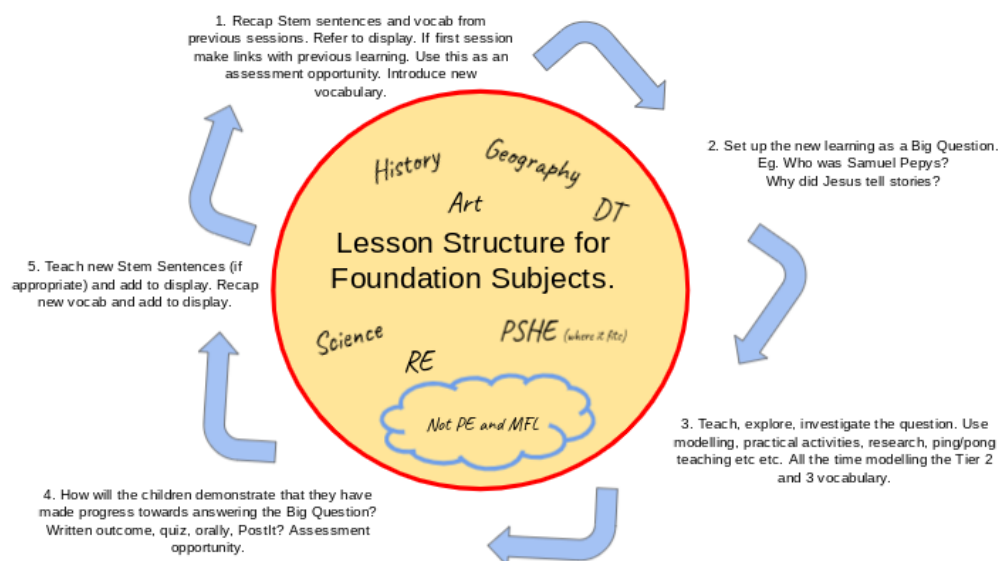 1. Recap Stem sentences and vocab from
previous sessions. Refer to display. If first session
make links with previous learning. Use this as an
assessment opportunity. Introduce new
vocabulary.
2. Set up the new learning as a Big Question.
Eg. Who was Samuel Pepys?
Why did Jesus tell stories?
3. Teach, explore, investigate the question. Use
modelling, practical activities, research, ping/pong
teaching etc etc. All the time modelling the Tier 2
and 3 vocabulary.
4. How will the children demonstrate that they have
made progress towards answering the Big Question?
Written outcome, quiz, orally, PostIt? Assessment
opportunity.
5. Teach new Stem Sentences (if
appropriate) and add to display. Recap
new vocab and add to display.
History
Geography
Art
DT
Lesson Structure for
Foundation Subjects.
Science
PSHE (where it fits)
RE
Not PE and MFL